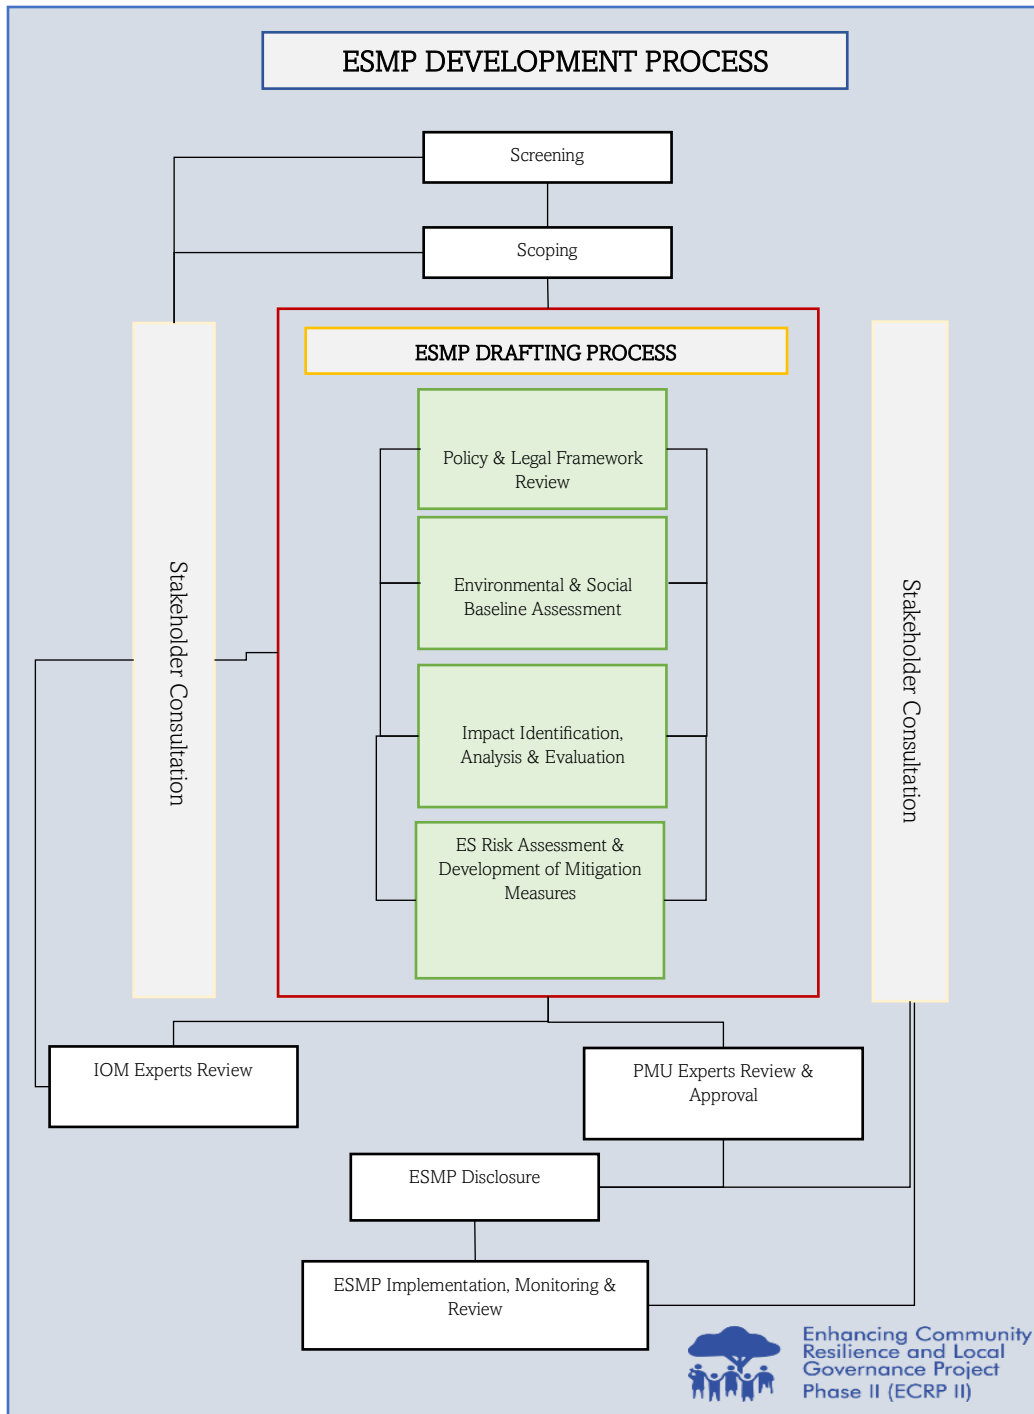 ESMP DEVELOPMENT PROCESS
Screening
Scoping
ESMP DRAFTING PROCESS
Policy & Legal Framework
Review
Environmental & Social
Baseline Assessment
Impact Identification,
Analysis & Evaluation
ES Risk Assessment &
Development of Mitigation
Measures
Stakeholder Consultation
Stakeholder Consultation
IOM Experts Review
PMU Experts Review &
Approval
ESMP Disclosure
ESMP Implementation, Monitoring &
Review
Enhancing Community
Resilience and Local
Governance Project
Phase II (ECRP II)